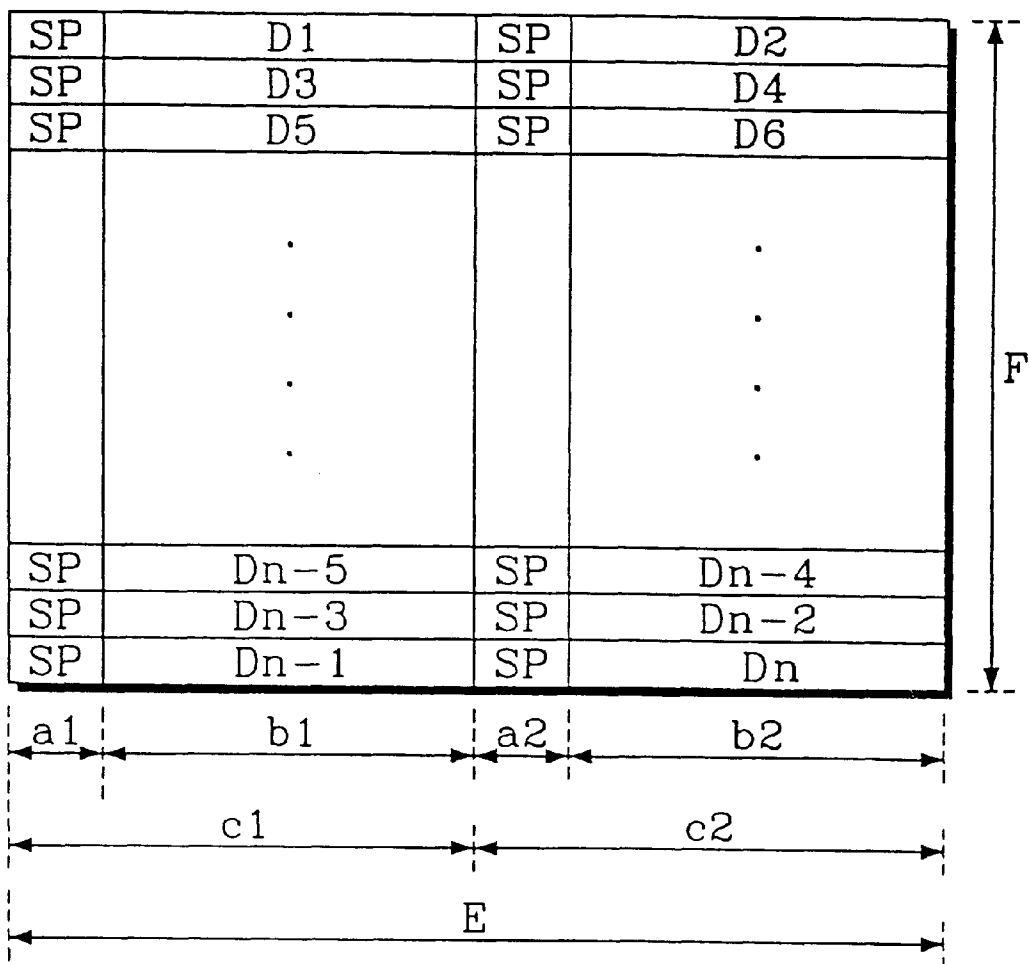 SP D1 SP D2
SP D3 SP D4
SP D5 SP D6
F
SP Dn-5 SP Dn-4
SP Dn-3 SP Dn-2
SP Dn-1 SP Dn
a1 b1 a2 b2
c1 c2
E